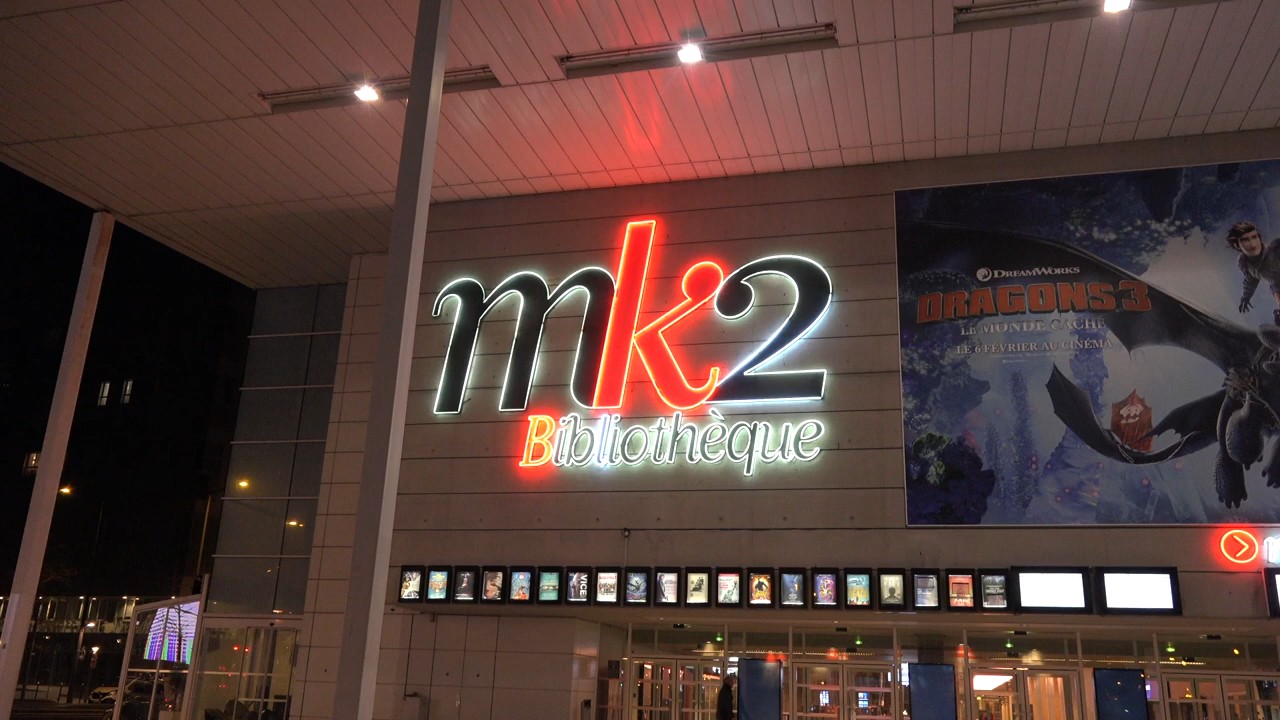 mk2
Bibliothèque
DREAMWORKS
DRAGONS 3
LE MONDE CACHÉ
LE 6 FÉVRIER AU CINÉMA
VICE